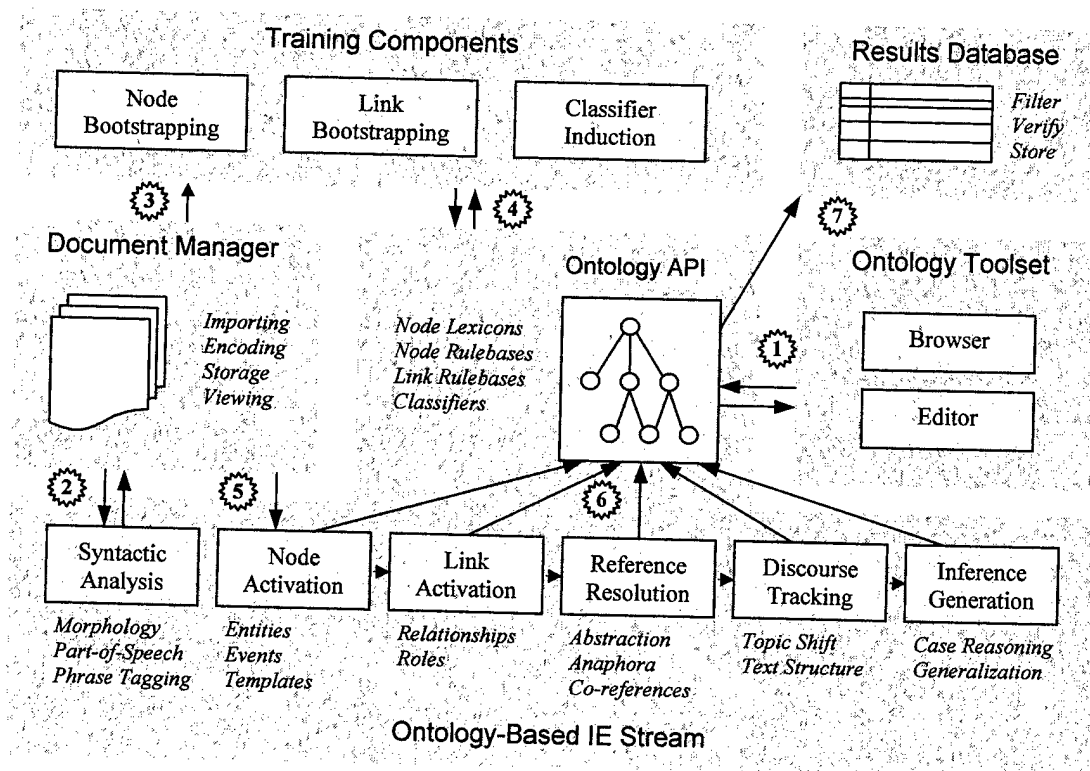 Training Components
Node
Bootstrapping
Link
Bootstrapping
Classifier
Induction
Results Database
Filter
Verify
Store
3
4
7
Document Manager
Importing
Encoding
Storage
Viewing
Node Lexicons
Node Rulebases
Link Rulebases
Classifiers
Ontology API
1
Ontology Toolset
Browser
Editor
2
5
6
Syntactic
Analysis
Morphology
Part-of-Speech
Phrase Tagging
Node
Activation
Entities
Events
Templates
Link
Activation
Relationships
Roles
Reference
Resolution
Abstraction
Anaphora
Co-references
Discourse
Tracking
Topic Shift
Text Structure
Inference
Generation
Case Reasoning
Generalization
Ontology-Based IE Stream